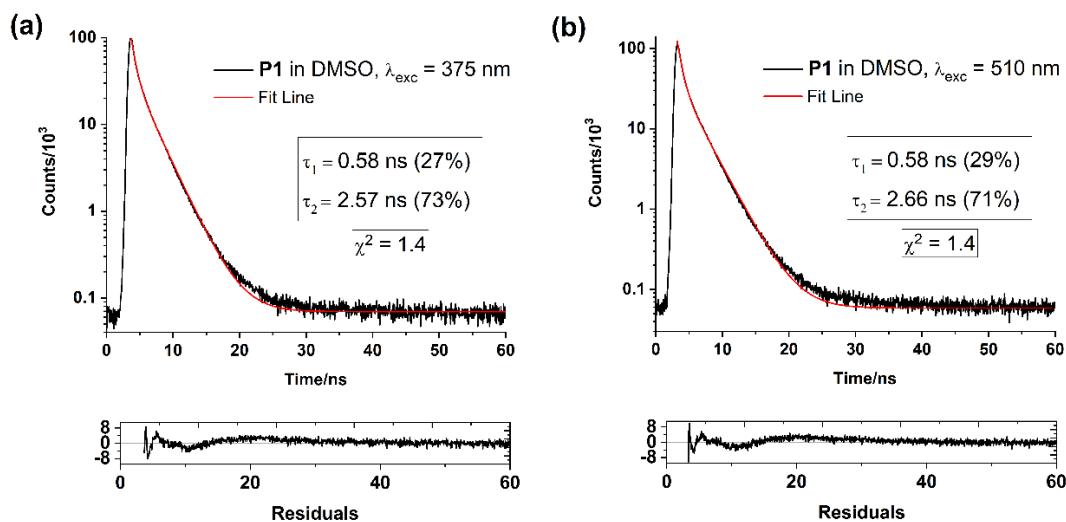 (a)
P1 in DMSO, λexc = 375 nm
Fit Line
τ1 = 0.58 ns (27%)
τ2 = 2.57 ns (73%)
χ² = 1.4
Counts/10³
100
10
1
0.1
0 10 20 30 40 50 60
Time/ns
8
0
-8
0 20 40 60
Residuals
(b)
P1 in DMSO, λexc = 510 nm
Fit Line
τ1 = 0.58 ns (29%)
τ2 = 2.66 ns (71%)
χ² = 1.4
Counts/10³
100
10
1
0.1
0 10 20 30 40 50 60
Time/ns
8
0
-8
0 20 40 60
Residuals